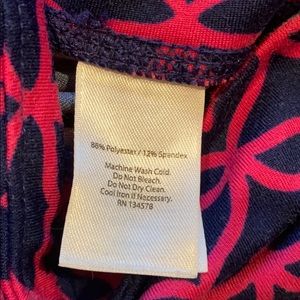 88% Polyester / 12% Spandex
Machine Wash Cold.
Do Not Bleach.
Do Not Dry Clean.
Cool Iron if Necessary.
RN 134578